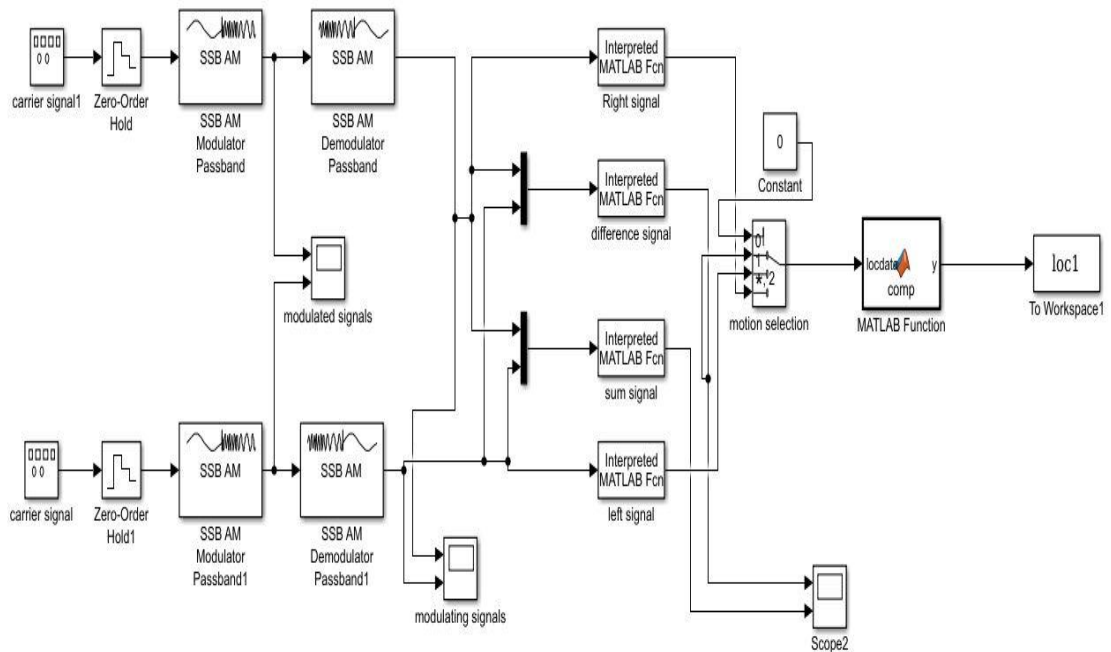 SSB AM
carrier signal1
Zero-Order
Hold
SSB AM
Modulator
Passband
SSB AM
SSB AM
Demodulator
Passband
Interpreted
MATLAB Fcn
Right signal
0
Constant
Interpreted
MATLAB Fcn
difference signal
modulated signals
0
1
*, 2
motion selection
locdata
y
comp
MATLAB Function
loc1
To Workspace1
Interpreted
MATLAB Fcn
sum signal
SSB AM
carrier signal
Zero-Order
Hold1
SSB AM
Modulator
Passband1
SSB AM
SSB AM
Demodulator
Passband1
Interpreted
MATLAB Fcn
left signal
modulating signals
Scope2